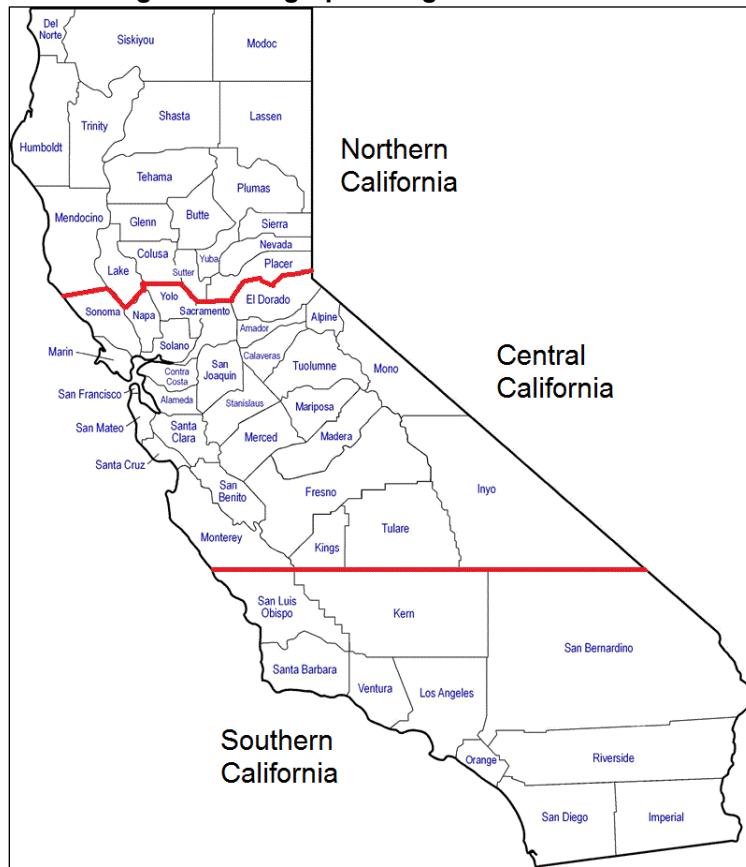 Del
Norte
Siskiyou
Modoc
Trinity
Shasta
Lassen
Humboldt
Northern
California
Tehama
Plumas
Mendocino
Glenn
Butte
Sierra
Nevada
Colusa
Yuba
Placer
Lake
Sutter
Yolo
El Dorado
Sonoma
Napa
Sacramento
Alpine
Amador
Solano
Marin
Calaveras
Contra
Costa
San
Joaquin
Tuolumne
Mono
Central
California
San Francisco
Alameda
Stanislaus
Mariposa
San Mateo
Santa
Clara
Merced
Madera
Santa Cruz
San
Benito
Fresno
Inyo
Monterey
Kings
Tulare
San Luis
Obispo
Kern
San Bernardino
Santa Barbara
Ventura
Los Angeles
Southern
California
Orange
Riverside
San Diego
Imperial